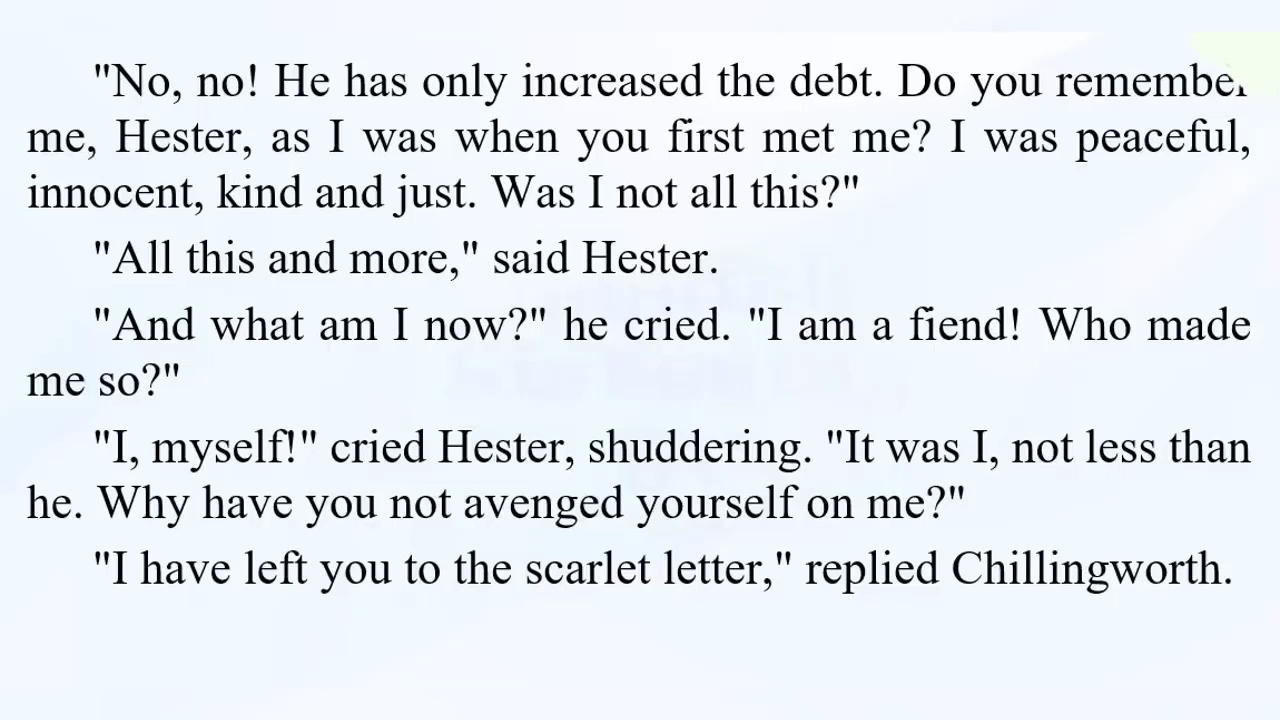 "No, no! He has only increased the debt. Do you remember
me, Hester, as I was when you first met me? I was peaceful,
innocent, kind and just. Was I not all this?"
"All this and more," said Hester.
"And what am I now?" he cried. "I am a fiend! Who made
me so?"
"I, myself!" cried Hester, shuddering. "It was I, not less than
he. Why have you not avenged yourself on me?"
"I have left you to the scarlet letter," replied Chillingworth.